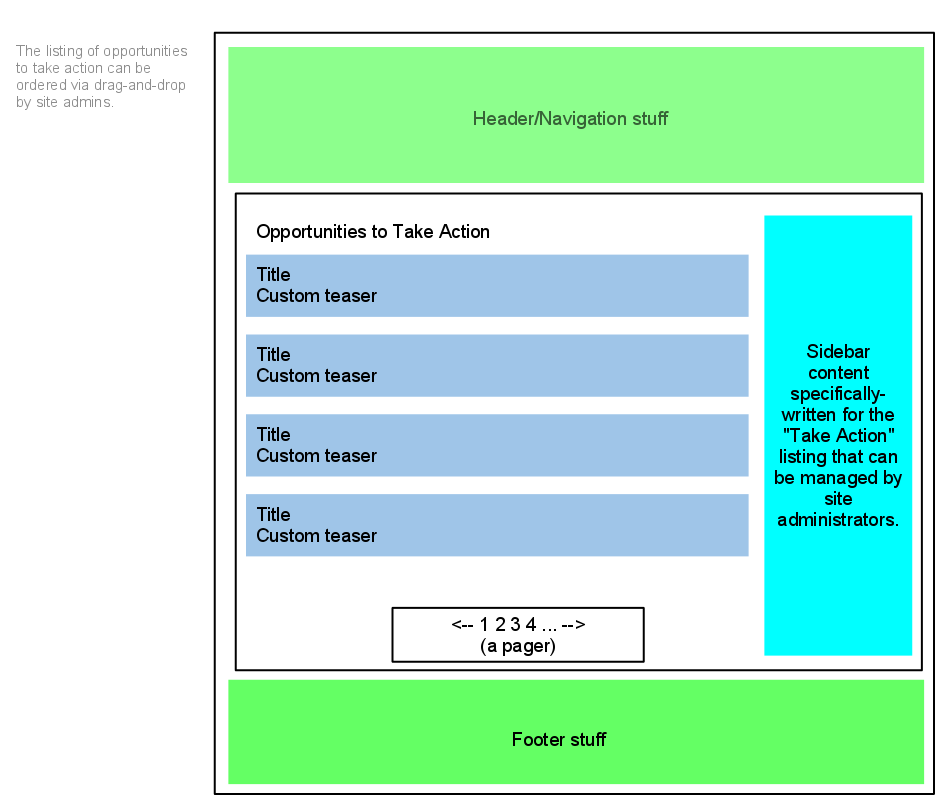 The listing of opportunities
to take action can be
ordered via drag-and-drop
by site admins.
Header/Navigation stuff
Opportunities to Take Action
Title
Custom teaser
Title
Custom teaser
Title
Custom teaser
Title
Custom teaser
<-- 1 2 3 4 ... -->
(a pager)
Sidebar
content
specifically-
written for the
"Take Action"
listing that can
be managed by
site
administrators.
Footer stuff